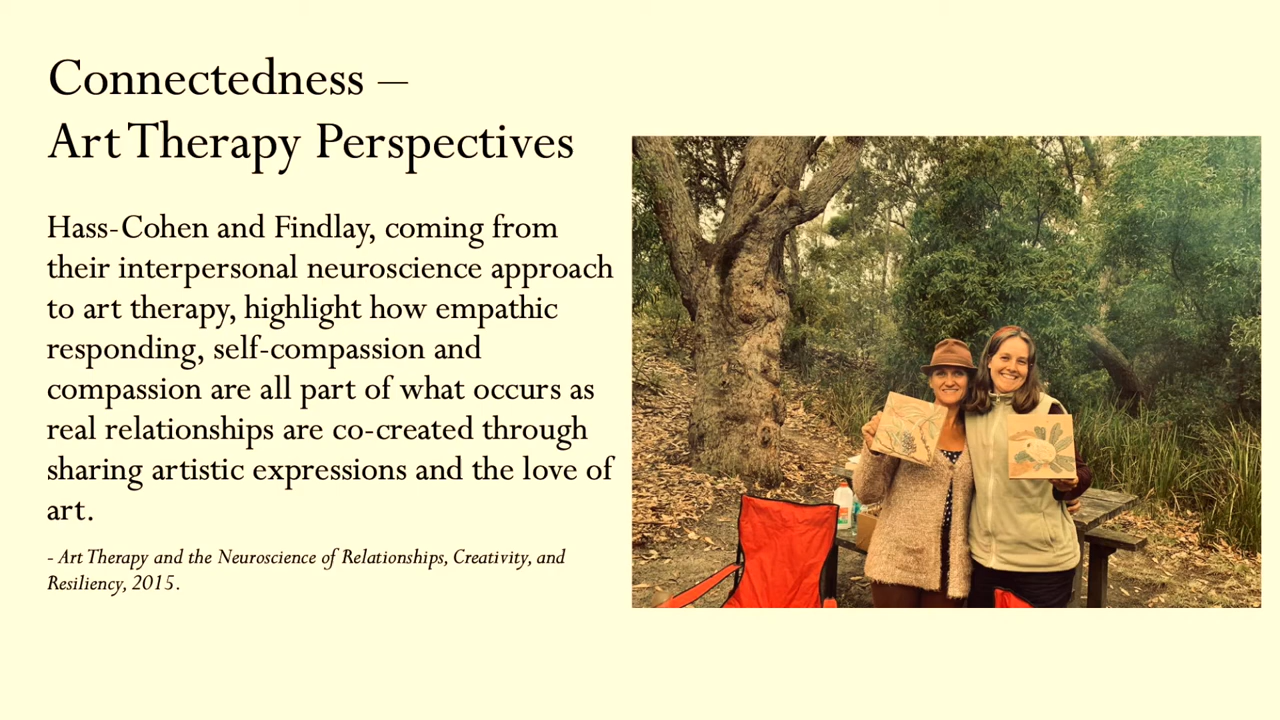 Connectedness –
Art Therapy Perspectives
Hass-Cohen and Findlay, coming from
their interpersonal neuroscience approach
to art therapy, highlight how empathic
responding, self-compassion and
compassion are all part of what occurs as
real relationships are co-created through
sharing artistic expressions and the love of
art.
- Art Therapy and the Neuroscience of Relationships, Creativity, and
Resiliency, 2015.